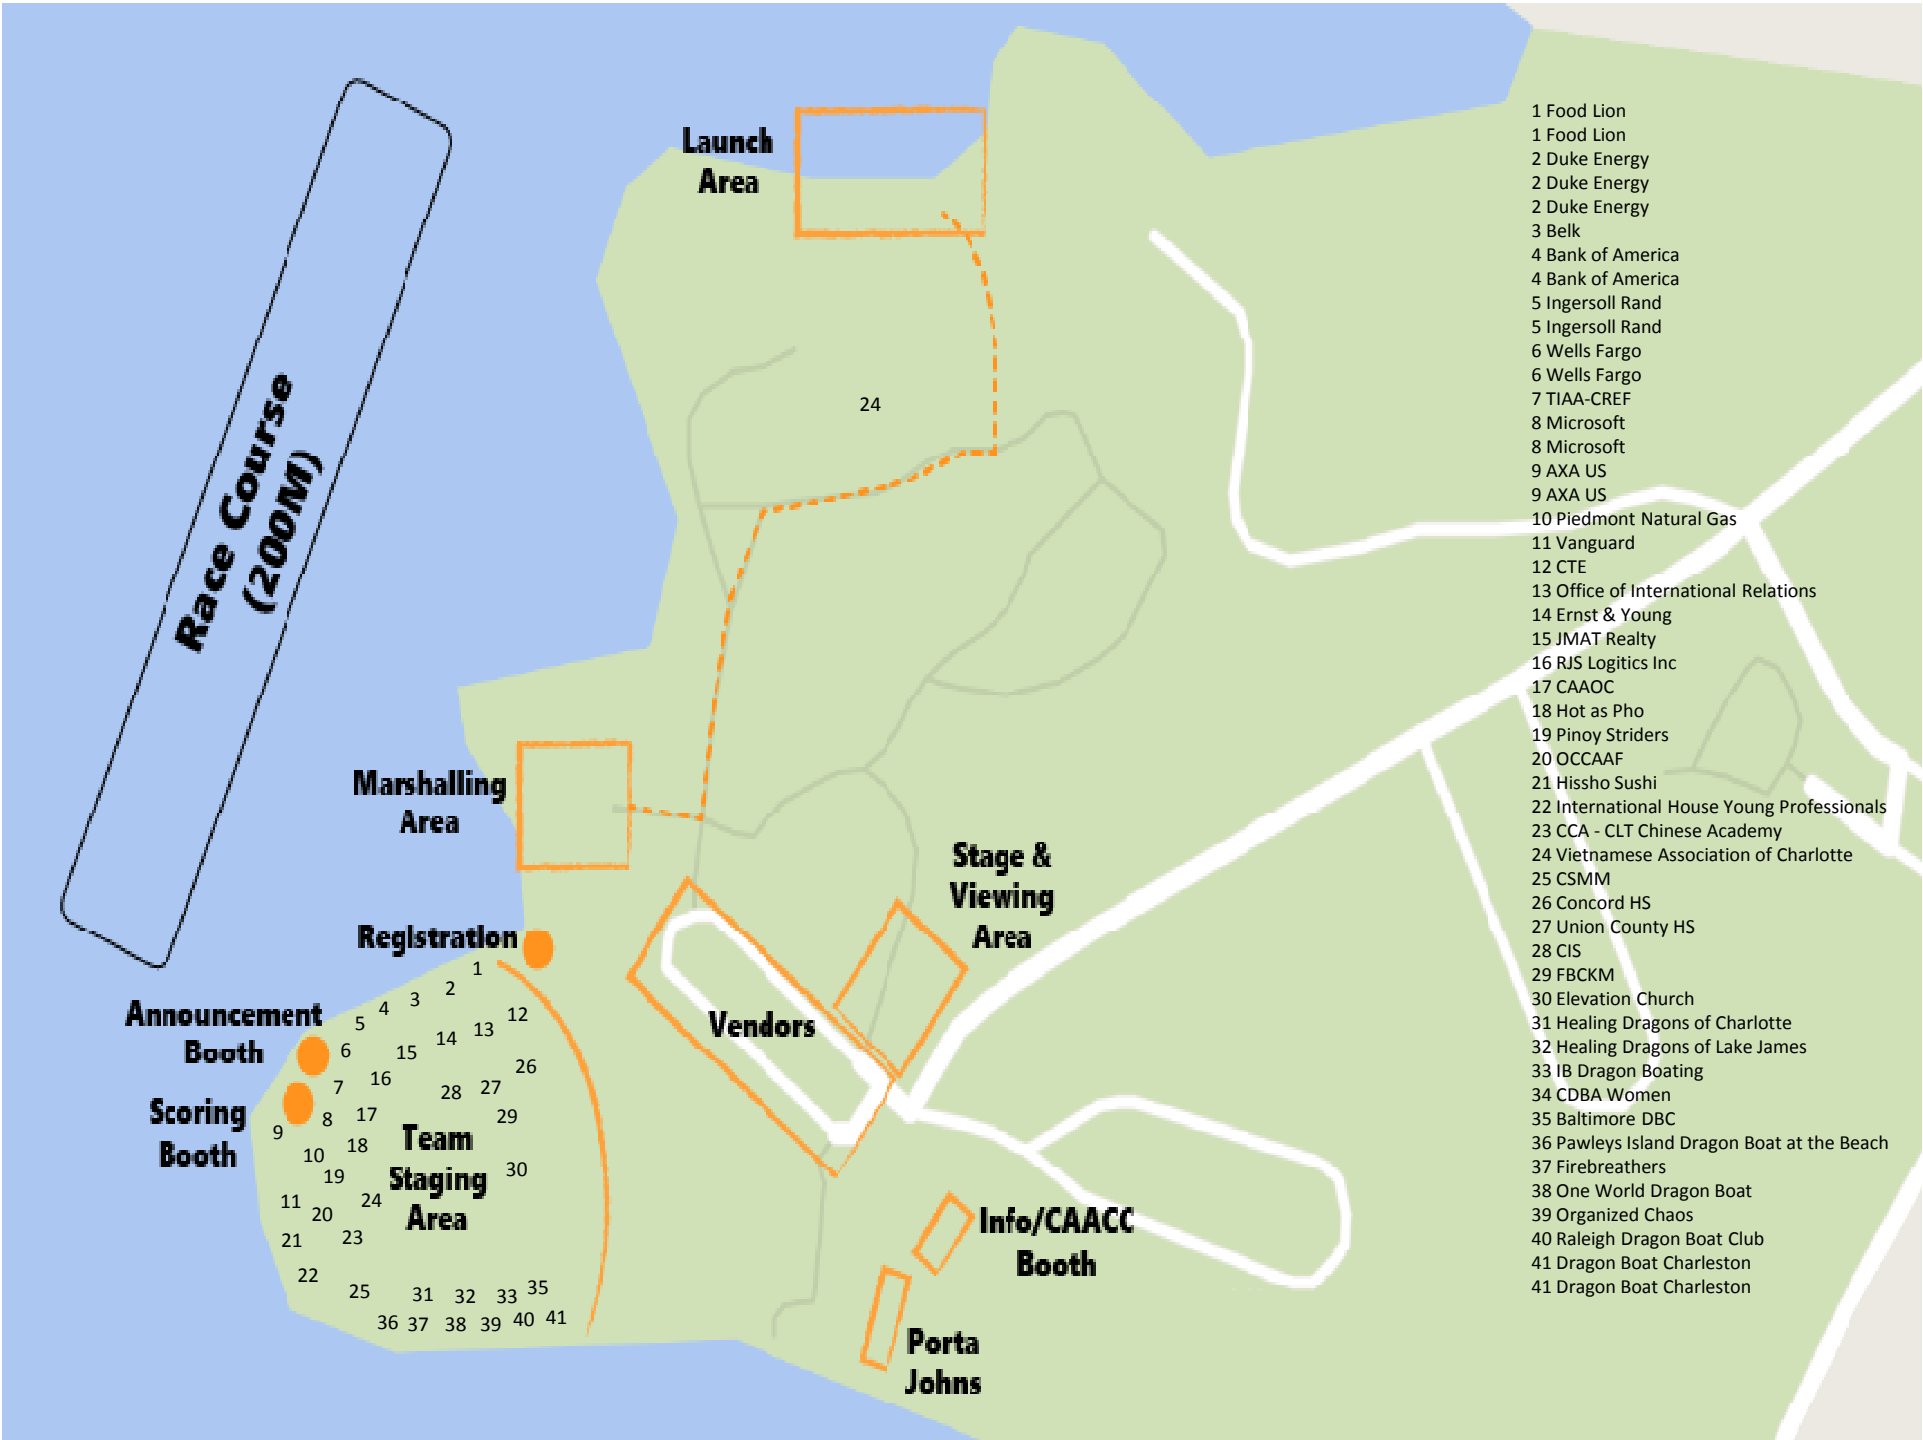 Launch
Area
Race Course
(200M)
24
Marshalling
Area
Stage &
Viewing
Area
Registration
Announcement
Booth
Scoring
Booth
Vendors
Team
Staging
Area
Info/CAACC
Booth
Porta
Johns
1
2
3
4
5
12
13
14
6
15
26
16
7
28
27
8
17
29
9
18
10
30
19
11
24
20
21
23
22
25
31
32
33
35
36
37
38
39
40
41
1 Food Lion
1 Food Lion
2 Duke Energy
2 Duke Energy
2 Duke Energy
3 Belk
4 Bank of America
4 Bank of America
5 Ingersoll Rand
5 Ingersoll Rand
6 Wells Fargo
6 Wells Fargo
7 TIAA-CREF
8 Microsoft
8 Microsoft
9 AXA US
9 AXA US
10 Piedmont Natural Gas
11 Vanguard
12 CTE
13 Office of International Relations
14 Ernst & Young
15 JMAT Realty
16 RJS Logitics Inc
17 CAAOC
18 Hot as Pho
19 Pinoy Striders
20 OCCAAF
21 Hissho Sushi
22 International House Young Professionals
23 CCA - CLT Chinese Academy
24 Vietnamese Association of Charlotte
25 CSMM
26 Concord HS
27 Union County HS
28 CIS
29 FBCKM
30 Elevation Church
31 Healing Dragons of Charlotte
32 Healing Dragons of Lake James
33 IB Dragon Boating
34 CDBA Women
35 Baltimore DBC
36 Pawleys Island Dragon Boat at the Beach
37 Firebreathers
38 One World Dragon Boat
39 Organized Chaos
40 Raleigh Dragon Boat Club
41 Dragon Boat Charleston
41 Dragon Boat Charleston